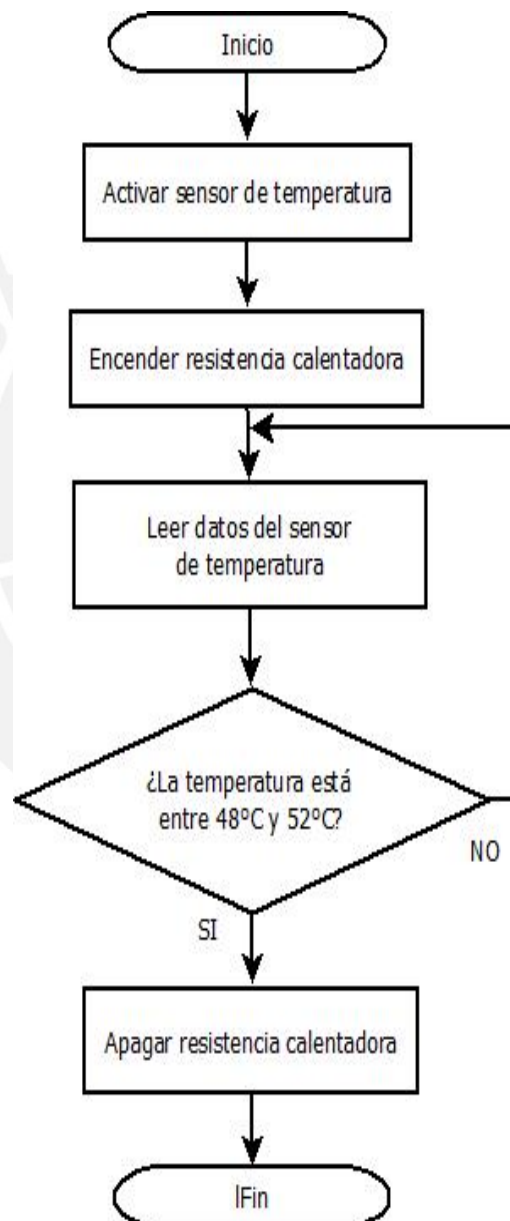 Inicio
Activar sensor de temperatura
Encender resistencia calentadora
Leer datos del sensor
de temperatura
¿La temperatura está
entre 48ºC y 52ºC?
NO
SI
Apagar resistencia calentadora
lFin